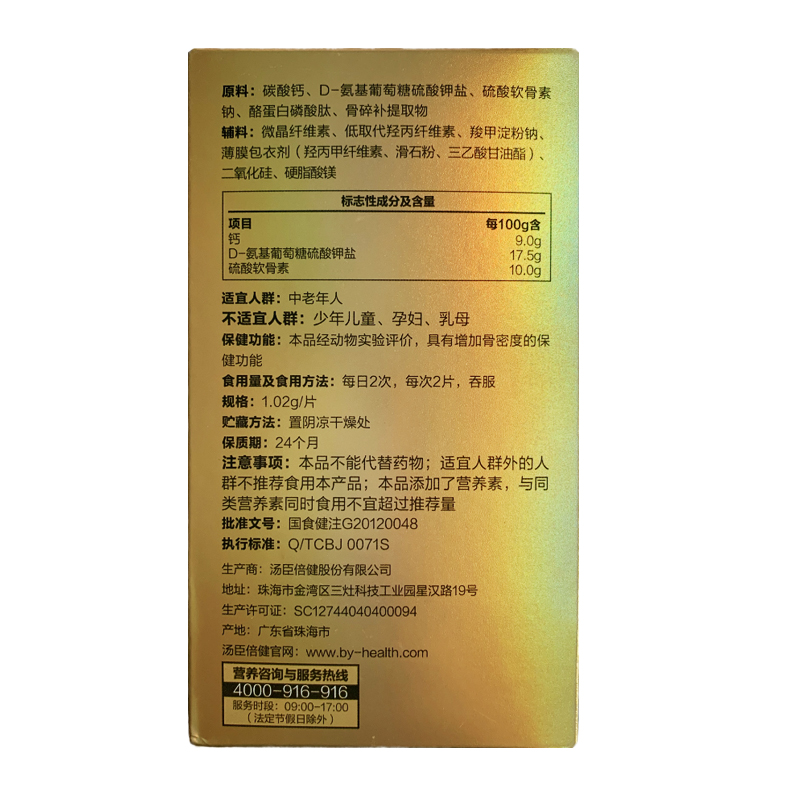 原料：碳酸钙、D-氨基葡萄糖硫酸钾盐、硫酸软骨素
钠、酪蛋白磷酸肽、骨碎补提取物
辅料：微晶纤维素、低取代羟丙纤维素、羧甲淀粉钠、
薄膜包衣剂（羟丙甲纤维素、滑石粉、三乙酸甘油酯）、
二氧化硅、硬脂酸镁
标志性成分及含量
项目 每100g含
钙 9.0g
D-氨基葡萄糖硫酸钾盐 17.5g
硫酸软骨素 10.0g
适宜人群：中老年人
不适宜人群：少年儿童、孕妇、乳母
保健功能：本品经动物实验评价，具有增加骨密度的保
健功能
食用量及食用方法：每日2次，每次2片，吞服
规格：1.02g/片
贮藏方法：置阴凉干燥处
保质期：24个月
注意事项：本品不能代替药物；适宜人群外的人
群不推荐食用本产品；本品添加了营养素，与同
类营养素同时食用不宜超过推荐量
批准文号：国食健注G20120048
执行标准：Q/TCBJ 0071S
生产商：汤臣倍健股份有限公司
地址：珠海市金湾区三灶科技工业园星汉路19号
生产许可证：SC12744040400094
产地：广东省珠海市
汤臣倍健官网：www.by-health.com
营养咨询与服务热线
4000-916-916
服务时段：09:00-17:00
（法定节假日除外）